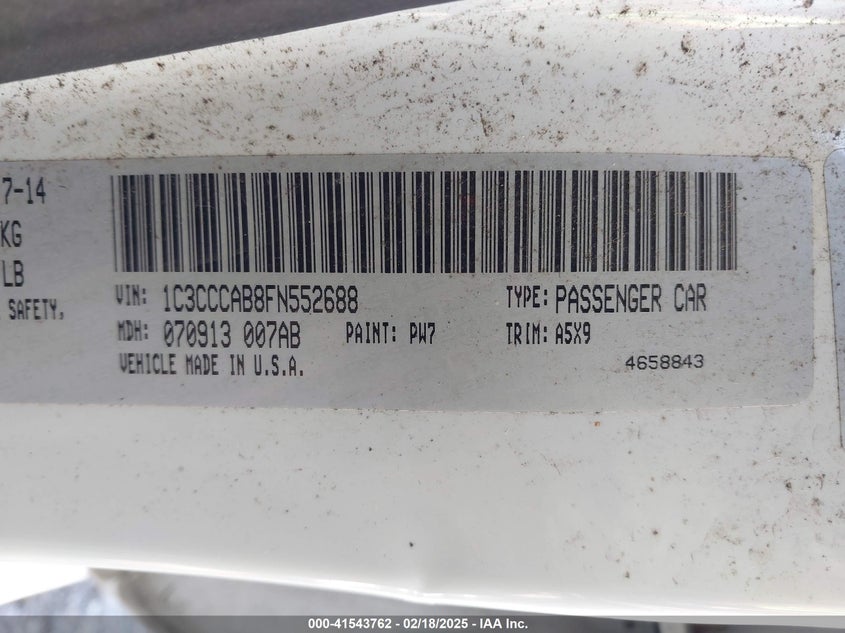 7-14
KG
LB
SAFETY,
VIN: 1C3CCCAB8FN552688 TYPE: PASSENGER CAR
MDH: 070913 007AB PAINT: PW7 TRIM: A5X9
VEHICLE MADE IN U.S.A. 4658843
000-41543762 - 02/18/2025 - IAA Inc.